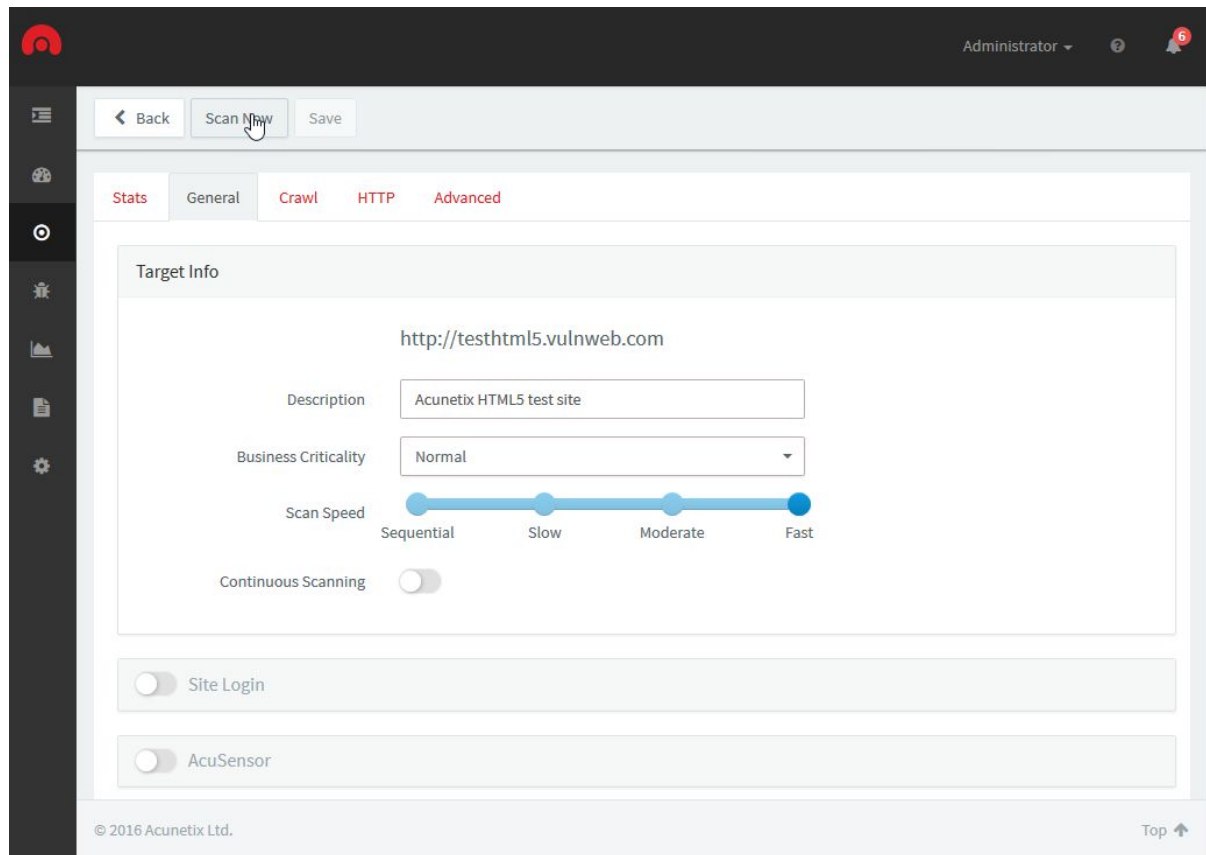 Administrator
6
Back Scan Now Save
Stats General Crawl HTTP Advanced
Target Info
http://testhtml5.vulnweb.com
Description Acunetix HTML5 test site
Business Criticality Normal
Scan Speed
Sequential Slow Moderate Fast
Continuous Scanning
Site Login
AcuSensor
© 2016 Acunetix Ltd. Top